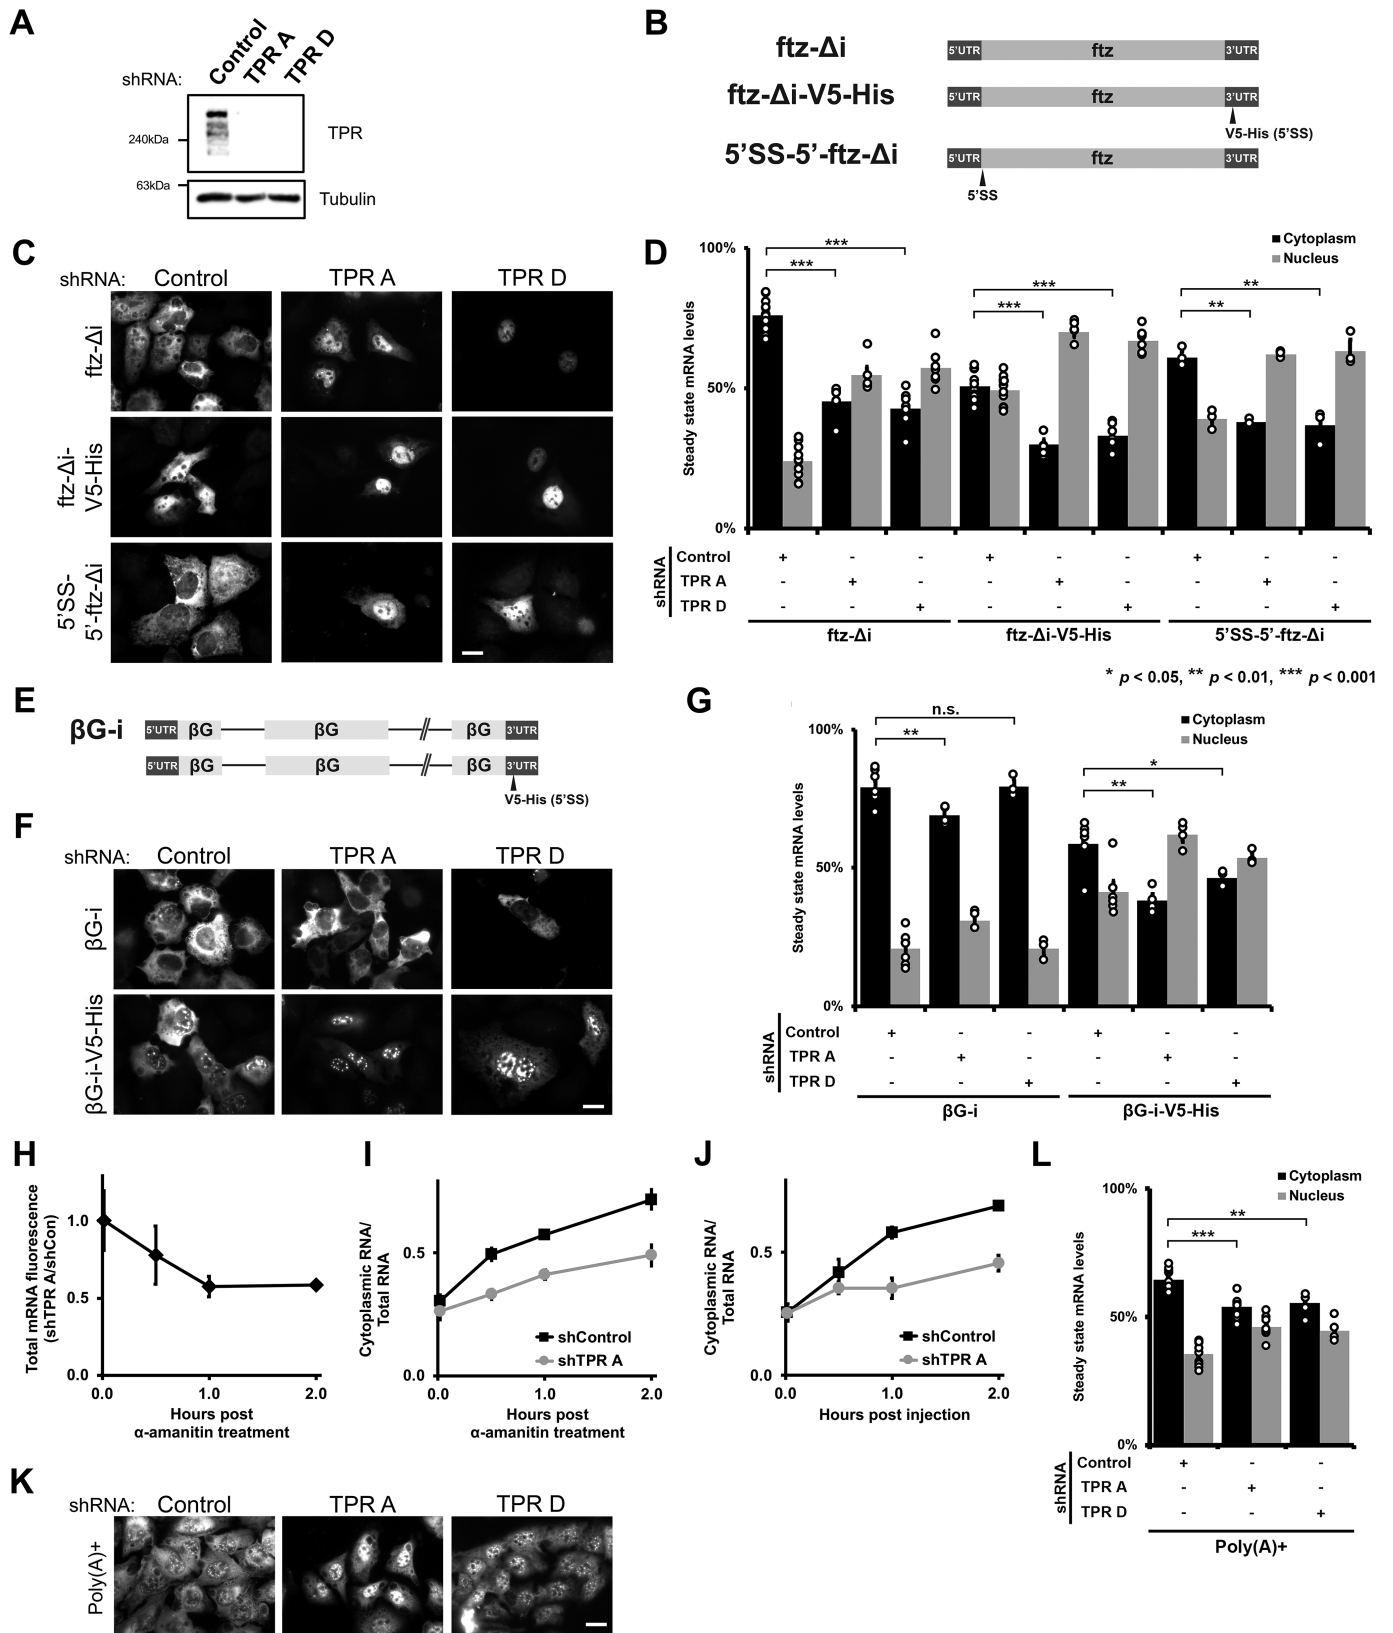 A
shRNA:
Control
TPR A
TPR D
240kDa
TPR
63kDa
Tubulin
B
ftz-Δi
5'UTR ftz 3'UTR
ftz-Δi-V5-His
5'UTR ftz 3'UTR
V5-His (5'SS)
5'SS-5'-ftz-Δi
5'UTR ftz 3'UTR
5'SS
C
shRNA: Control TPR A TPR D
ftz-Δi
ftz-Δi-
V5-His
5'SS-
5'-ftz-Δi
D
Cytoplasm
Nucleus
Steady state mRNA levels
100%
50%
0%
*** *** *** *** ** **
shRNA
Control + - - + - - + - -
TPR A - + - - + - - + -
TPR D - - + - - + - - +
ftz-Δi ftz-Δi-V5-His 5'SS-5'-ftz-Δi
* p < 0.05, ** p < 0.01, *** p < 0.001
E
βG-i
5'UTR βG βG βG 3'UTR
5'UTR βG βG βG 3'UTR
V5-His (5'SS)
F
shRNA: Control TPR A TPR D
βG-i
βG-i-V5-His
G
Cytoplasm
Nucleus
Steady state mRNA levels
100%
50%
0%
n.s.
** * **
shRNA
Control + - - + - -
TPR A - + - - + -
TPR D - - + - - +
βG-i βG-i-V5-His
H
Total mRNA fluorescence
(shTPR A/shCon)
1.0
0.5
0.0
0.0 1.0 2.0
Hours post
α-amanitin treatment
I
Cytoplasmic RNA/
Total RNA
0.5
0.0
shControl
shTPR A
0.0 1.0 2.0
Hours post
α-amanitin treatment
J
Cytoplasmic RNA/
Total RNA
0.5
0.0
shControl
shTPR A
0.0 1.0 2.0
Hours post injection
K
shRNA: Control TPR A TPR D
Poly(A)+
L
Cytoplasm
Nucleus
Steady state mRNA levels
100%
50%
0%
**
***
shRNA
Control + - -
TPR A - + -
TPR D - - +
Poly(A)+